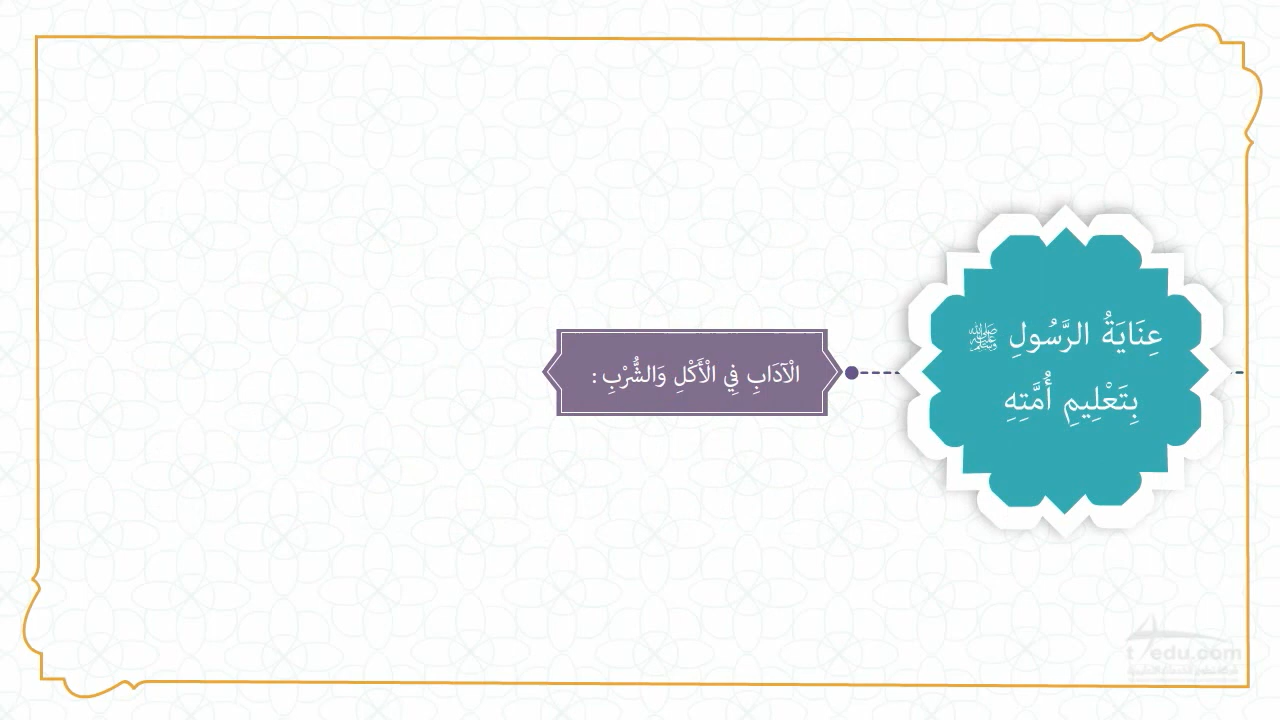 عِنَايَةُ الرَّسُولِ ﷺ
بِتَعْلِيمِ أُمَّتِهِ
الْآدَابِ فِي الْأَكْلِ وَالشُّرْبِ :
edu.com